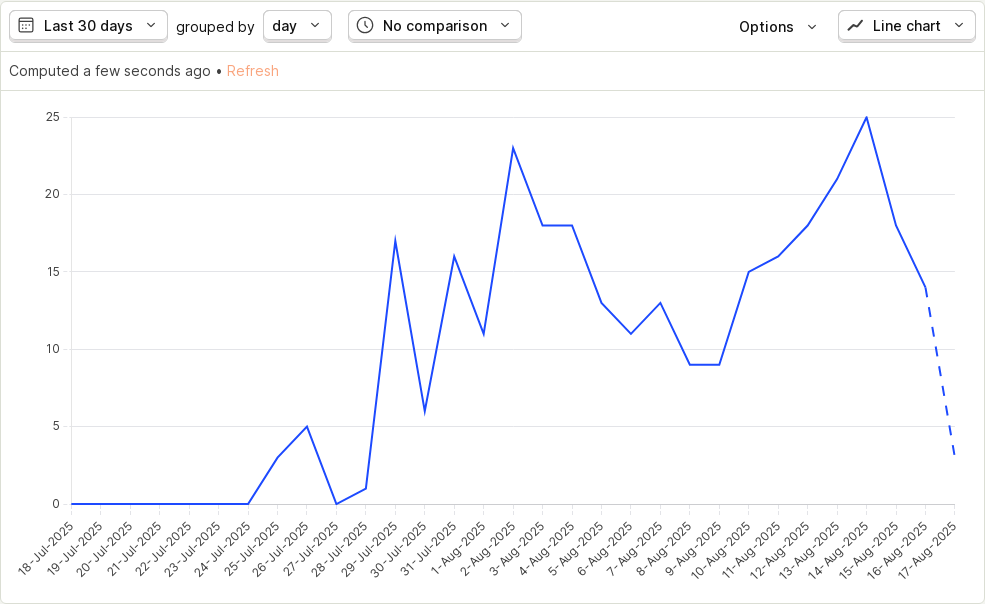 Last 30 days grouped by day No comparison Options Line chart
Computed a few seconds ago • Refresh
25
20
15
10
5
0
18-Jul-2025
19-Jul-2025
20-Jul-2025
21-Jul-2025
22-Jul-2025
23-Jul-2025
24-Jul-2025
25-Jul-2025
26-Jul-2025
27-Jul-2025
28-Jul-2025
29-Jul-2025
30-Jul-2025
31-Jul-2025
1-Aug-2025
2-Aug-2025
3-Aug-2025
4-Aug-2025
5-Aug-2025
6-Aug-2025
7-Aug-2025
8-Aug-2025
9-Aug-2025
10-Aug-2025
11-Aug-2025
12-Aug-2025
13-Aug-2025
14-Aug-2025
15-Aug-2025
16-Aug-2025
17-Aug-2025